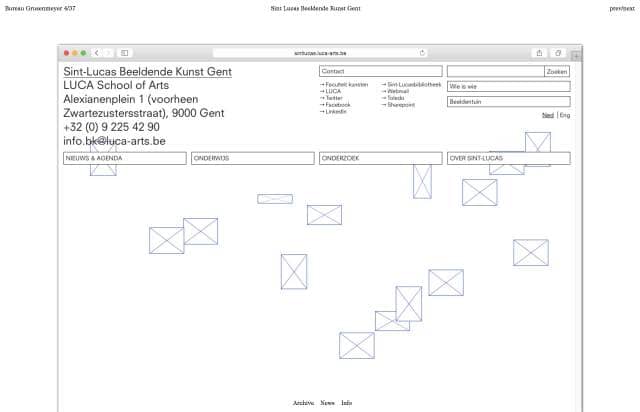 Bureau Grusenmeyer 4/37
Sint Lucas Beeldende Kunst Gent
prev/next
sintlucas.luca-arts.be
Sint-Lucas Beeldende Kunst Gent
LUCA School of Arts
Alexianenplein 1 (voorheen
Zwartezustersstraat), 9000 Gent
+32 (0) 9 225 42 90
info.bk@luca-arts.be
Contact
→ Faculteit kunsten
→ LUCA
→ Twitter
→ Facebook
→ LinkedIn
→ Sint-Lucasbibliotheek
→ Webmail
→ Toledo
→ Sharepoint
Zoeken
Wie is wie
Beeldentuin
Ned | Eng
NIEUWS & AGENDA
ONDERWIJS
ONDERZOEK
OVER SINT-LUCAS
Archive News Info